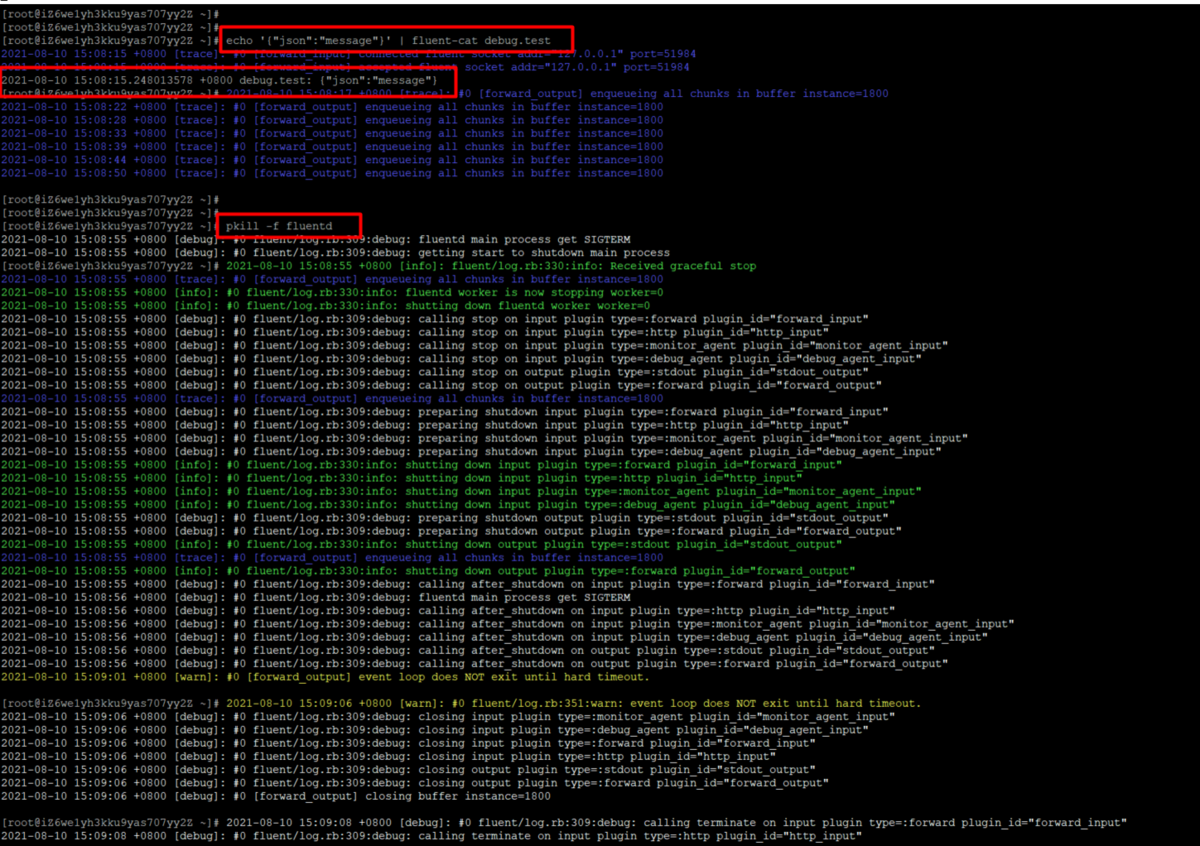 [root@iZ6we1yh3kku9yas707yy2Z ~]#
[root@iZ6we1yh3kku9yas707yy2Z ~]#
[root@iZ6we1yh3kku9yas707yy2Z ~]# echo '{"json":"message"}' | fluent-cat debug.test
2021-08-10 15:08:15 +0800 [trace]: #0 [forward_input] connected fluent socket addr="127.0.0.1" port=51984
2021-08-10 15:08:15 +0800 [trace]: #0 [forward_input] accepted fluent socket addr="127.0.0.1" port=51984
2021-08-10 15:08:15.248013578 +0800 debug.test: {"json":"message"}
[root@iZ6we1yh3kku9yas707yy2Z ~]# 2021-08-10 15:08:17 +0800 [trace]: #0 [forward_output] enqueueing all chunks in buffer instance=1800
2021-08-10 15:08:22 +0800 [trace]: #0 [forward_output] enqueueing all chunks in buffer instance=1800
2021-08-10 15:08:28 +0800 [trace]: #0 [forward_output] enqueueing all chunks in buffer instance=1800
2021-08-10 15:08:33 +0800 [trace]: #0 [forward_output] enqueueing all chunks in buffer instance=1800
2021-08-10 15:08:39 +0800 [trace]: #0 [forward_output] enqueueing all chunks in buffer instance=1800
2021-08-10 15:08:44 +0800 [trace]: #0 [forward_output] enqueueing all chunks in buffer instance=1800
2021-08-10 15:08:50 +0800 [trace]: #0 [forward_output] enqueueing all chunks in buffer instance=1800
[root@iZ6we1yh3kku9yas707yy2Z ~]#
[root@iZ6we1yh3kku9yas707yy2Z ~]#
[root@iZ6we1yh3kku9yas707yy2Z ~]# pkill -f fluentd
2021-08-10 15:08:55 +0800 [debug]: #0 fluent/log.rb:309:debug: fluentd main process get SIGTERM
2021-08-10 15:08:55 +0800 [debug]: #0 fluent/log.rb:309:debug: getting start to shutdown main process
[root@iZ6we1yh3kku9yas707yy2Z ~]# 2021-08-10 15:08:55 +0800 [info]: fluent/log.rb:330:info: Received graceful stop
2021-08-10 15:08:55 +0800 [trace]: #0 [forward_output] enqueueing all chunks in buffer instance=1800
2021-08-10 15:08:55 +0800 [info]: #0 fluent/log.rb:330:info: fluentd worker is now stopping worker=0
2021-08-10 15:08:55 +0800 [info]: #0 fluent/log.rb:330:info: shutting down fluentd worker worker=0
2021-08-10 15:08:55 +0800 [debug]: #0 fluent/log.rb:309:debug: calling stop on input plugin type=:forward plugin_id="forward_input"
2021-08-10 15:08:55 +0800 [debug]: #0 fluent/log.rb:309:debug: calling stop on input plugin type=:http plugin_id="http_input"
2021-08-10 15:08:55 +0800 [debug]: #0 fluent/log.rb:309:debug: calling stop on input plugin type=:monitor_agent plugin_id="monitor_agent_input"
2021-08-10 15:08:55 +0800 [debug]: #0 fluent/log.rb:309:debug: calling stop on input plugin type=:debug_agent plugin_id="debug_agent_input"
2021-08-10 15:08:55 +0800 [debug]: #0 fluent/log.rb:309:debug: calling stop on output plugin type=:stdout plugin_id="stdout_output"
2021-08-10 15:08:55 +0800 [debug]: #0 fluent/log.rb:309:debug: calling stop on output plugin type=:forward plugin_id="forward_output"
2021-08-10 15:08:55 +0800 [trace]: #0 [forward_output] enqueueing all chunks in buffer instance=1800
2021-08-10 15:08:55 +0800 [debug]: #0 fluent/log.rb:309:debug: preparing shutdown input plugin type=:forward plugin_id="forward_input"
2021-08-10 15:08:55 +0800 [debug]: #0 fluent/log.rb:309:debug: preparing shutdown input plugin type=:http plugin_id="http_input"
2021-08-10 15:08:55 +0800 [debug]: #0 fluent/log.rb:309:debug: preparing shutdown input plugin type=:monitor_agent plugin_id="monitor_agent_input"
2021-08-10 15:08:55 +0800 [debug]: #0 fluent/log.rb:309:debug: preparing shutdown input plugin type=:debug_agent plugin_id="debug_agent_input"
2021-08-10 15:08:55 +0800 [info]: #0 fluent/log.rb:330:info: shutting down input plugin type=:forward plugin_id="forward_input"
2021-08-10 15:08:55 +0800 [info]: #0 fluent/log.rb:330:info: shutting down input plugin type=:http plugin_id="http_input"
2021-08-10 15:08:55 +0800 [info]: #0 fluent/log.rb:330:info: shutting down input plugin type=:monitor_agent plugin_id="monitor_agent_input"
2021-08-10 15:08:55 +0800 [info]: #0 fluent/log.rb:330:info: shutting down input plugin type=:debug_agent plugin_id="debug_agent_input"
2021-08-10 15:08:55 +0800 [debug]: #0 fluent/log.rb:309:debug: preparing shutdown output plugin type=:stdout plugin_id="stdout_output"
2021-08-10 15:08:55 +0800 [debug]: #0 fluent/log.rb:309:debug: preparing shutdown output plugin type=:forward plugin_id="forward_output"
2021-08-10 15:08:55 +0800 [info]: #0 fluent/log.rb:330:info: shutting down output plugin type=:stdout plugin_id="stdout_output"
2021-08-10 15:08:55 +0800 [trace]: #0 [forward_output] enqueueing all chunks in buffer instance=1800
2021-08-10 15:08:55 +0800 [info]: #0 fluent/log.rb:330:info: shutting down output plugin type=:forward plugin_id="forward_output"
2021-08-10 15:08:55 +0800 [debug]: #0 fluent/log.rb:309:debug: calling after_shutdown on input plugin type=:forward plugin_id="forward_input"
2021-08-10 15:08:56 +0800 [debug]: #0 fluent/log.rb:309:debug: fluentd main process get SIGTERM
2021-08-10 15:08:56 +0800 [debug]: #0 fluent/log.rb:309:debug: calling after_shutdown on input plugin type=:http plugin_id="http_input"
2021-08-10 15:08:56 +0800 [debug]: #0 fluent/log.rb:309:debug: calling after_shutdown on input plugin type=:monitor_agent plugin_id="monitor_agent_input"
2021-08-10 15:08:56 +0800 [debug]: #0 fluent/log.rb:309:debug: calling after_shutdown on input plugin type=:debug_agent plugin_id="debug_agent_input"
2021-08-10 15:08:56 +0800 [debug]: #0 fluent/log.rb:309:debug: calling after_shutdown on output plugin type=:stdout plugin_id="stdout_output"
2021-08-10 15:08:56 +0800 [debug]: #0 fluent/log.rb:309:debug: calling after_shutdown on output plugin type=:forward plugin_id="forward_output"
2021-08-10 15:09:01 +0800 [warn]: #0 [forward_output] event loop does NOT exit until hard timeout.
[root@iZ6we1yh3kku9yas707yy2Z ~]# 2021-08-10 15:09:06 +0800 [warn]: #0 fluent/log.rb:351:warn: event loop does NOT exit until hard timeout.
2021-08-10 15:09:06 +0800 [debug]: #0 fluent/log.rb:309:debug: closing input plugin type=:monitor_agent plugin_id="monitor_agent_input"
2021-08-10 15:09:06 +0800 [debug]: #0 fluent/log.rb:309:debug: closing input plugin type=:debug_agent plugin_id="debug_agent_input"
2021-08-10 15:09:06 +0800 [debug]: #0 fluent/log.rb:309:debug: closing input plugin type=:forward plugin_id="forward_input"
2021-08-10 15:09:06 +0800 [debug]: #0 fluent/log.rb:309:debug: closing input plugin type=:http plugin_id="http_input"
2021-08-10 15:09:06 +0800 [debug]: #0 fluent/log.rb:309:debug: closing output plugin type=:stdout plugin_id="stdout_output"
2021-08-10 15:09:06 +0800 [debug]: #0 fluent/log.rb:309:debug: closing output plugin type=:forward plugin_id="forward_output"
2021-08-10 15:09:06 +0800 [debug]: #0 [forward_output] closing buffer instance=1800
[root@iZ6we1yh3kku9yas707yy2Z ~]# 2021-08-10 15:09:08 +0800 [debug]: #0 fluent/log.rb:309:debug: calling terminate on input plugin type=:forward plugin_id="forward_input"
2021-08-10 15:09:08 +0800 [debug]: #0 fluent/log.rb:309:debug: calling terminate on input plugin type=:http plugin_id="http_input"